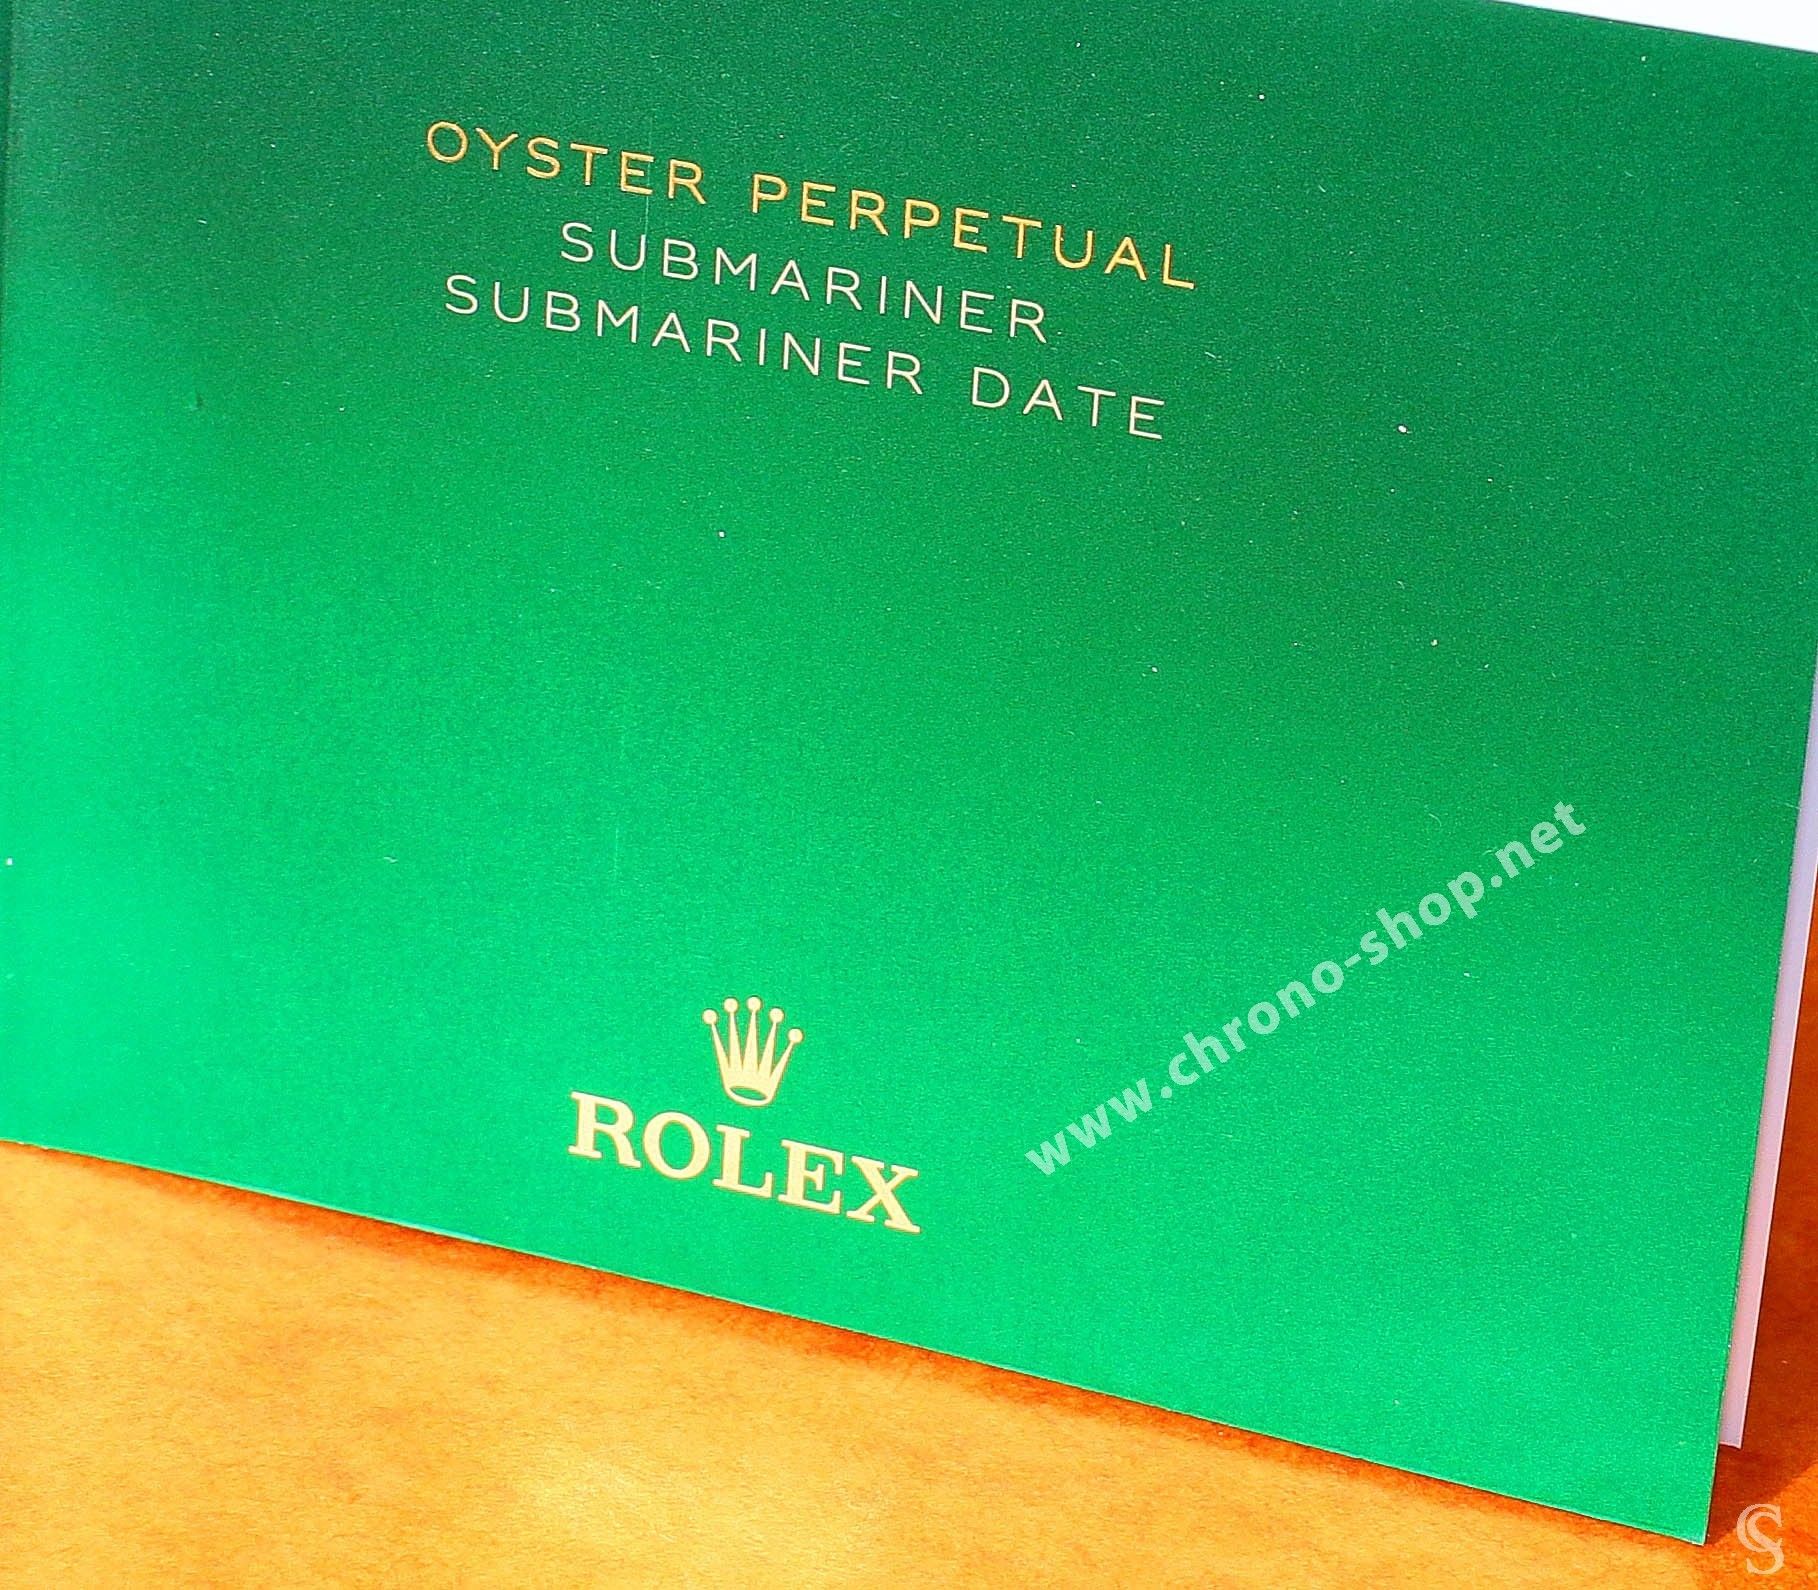 OYSTER PERPETUAL
SUBMARINER
SUBMARINER DATE
www.chrono-shop.net
ROLEX